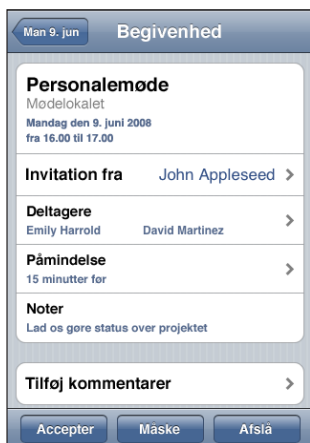 Man 9. jun
Begivenhed
Personalemøde
Mødelokalet
Mandag den 9. juni 2008
fra 16.00 til 17.00
Invitation fra John Appleseed
Deltagere
Emily Harrold David Martinez
Påmindelse
15 minutter før
Noter
Lad os gøre status over projektet
Tilføj kommentarer
Accepter Måske Afslå